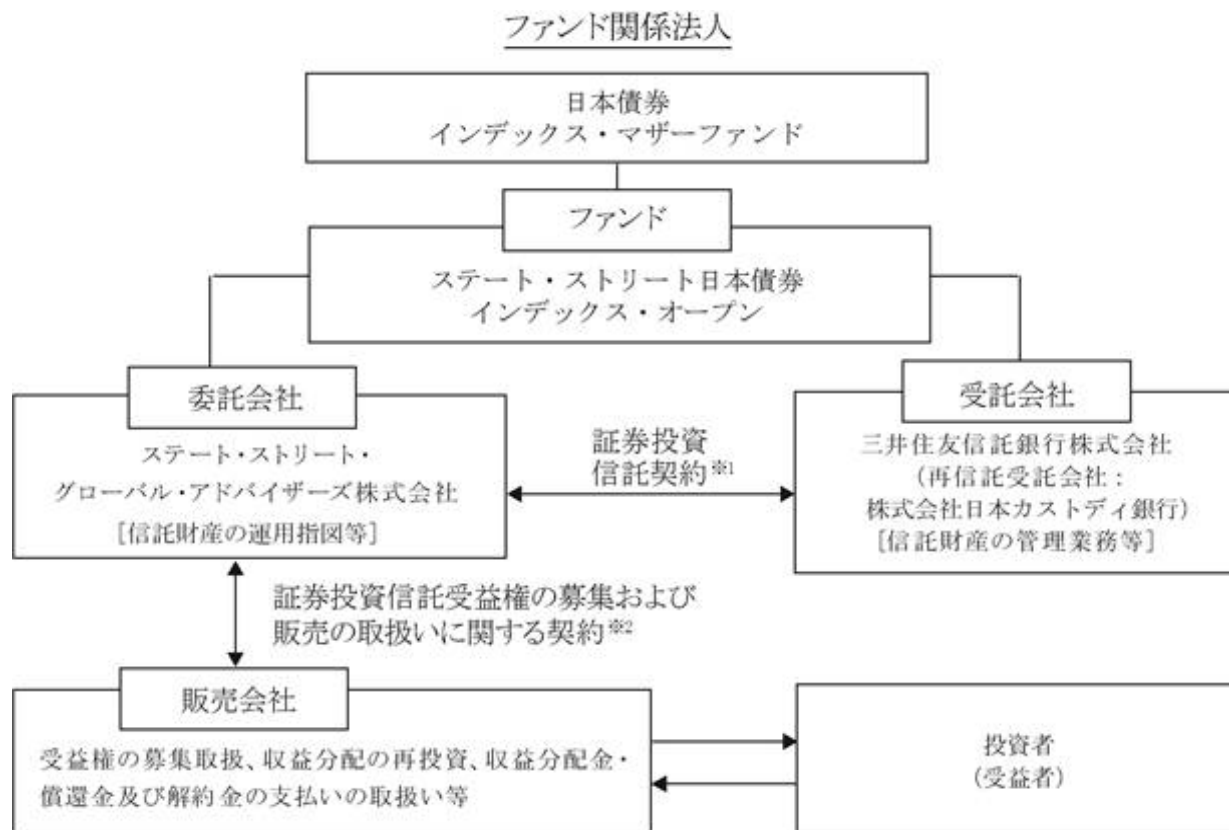 ファンド関係法人
日本債券
インデックス・マザーファンド
ファンド
ステート・ストリート日本債券
インデックス・オープン
委託会社
ステート・ストリート・
グローバル・アドバイザーズ株式会社
[信託財産の運用指図等]
証券投資
信託契約※1
受託会社
三井住友信託銀行株式会社
(再信託受託会社:
株式会社日本カストディ銀行)
[信託財産の管理業務等]
証券投資信託受益権の募集および
販売の取扱いに関する契約※2
販売会社
受益権の募集取扱、収益分配の再投資、収益分配金・
償還金及び解約金の支払いの取扱い等
投資者
(受益者)